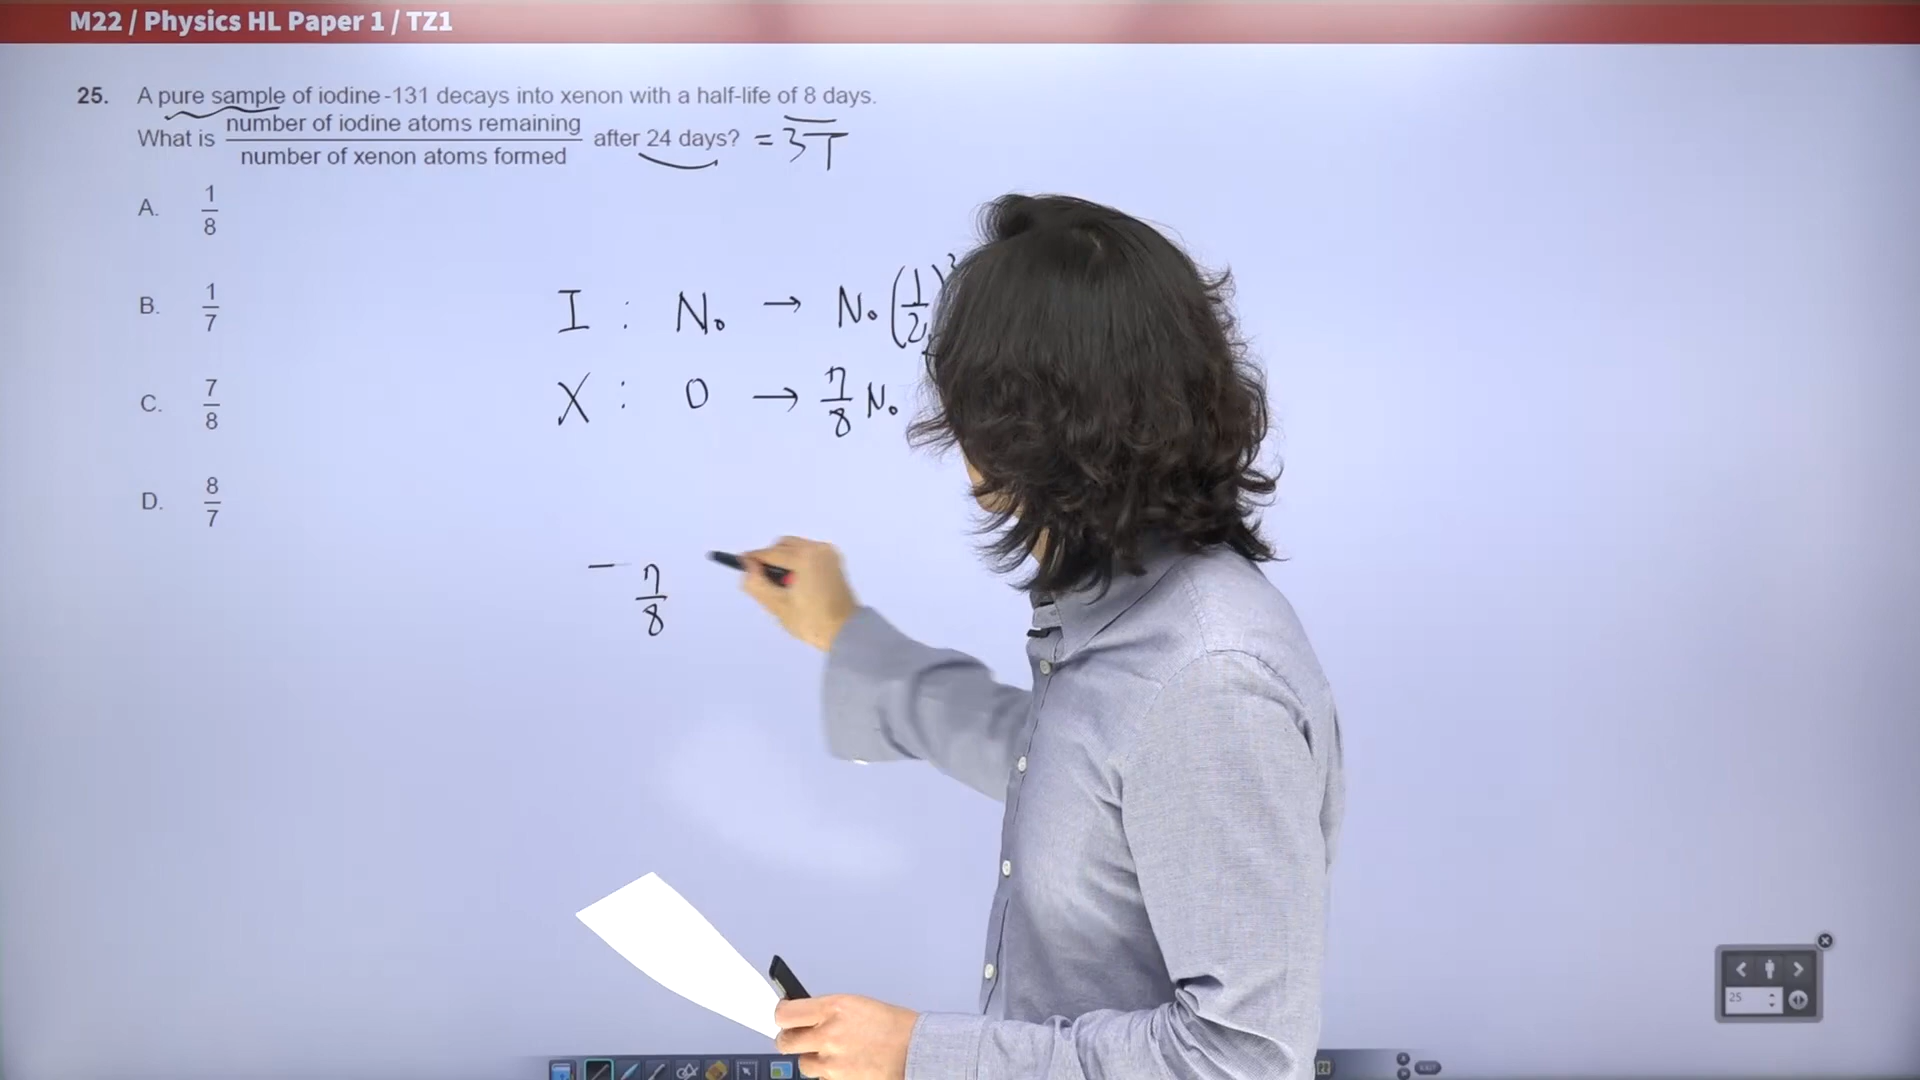 M22 / Physics HL Paper 1 / TZ1
25. A pure sample of iodine-131 decays into xenon with a half-life of 8 days.
What is number of iodine atoms remaining / number of xenon atoms formed after 24 days? = 3T
A. 1/8
B. 1/7
C. 7/8
D. 8/7
I : N₀ → N₀ (1/2)³
X : 0 → 7/8 N₀
– 7/8
25